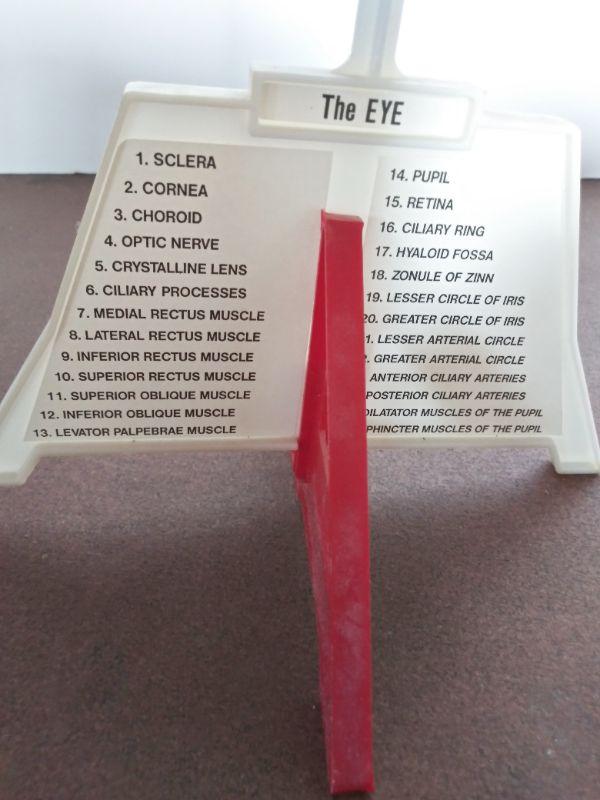 The EYE
1. SCLERA
2. CORNEA
3. CHOROID
4. OPTIC NERVE
5. CRYSTALLINE LENS
6. CILIARY PROCESSES
7. MEDIAL RECTUS MUSCLE
8. LATERAL RECTUS MUSCLE
9. INFERIOR RECTUS MUSCLE
10. SUPERIOR RECTUS MUSCLE
11. SUPERIOR OBLIQUE MUSCLE
12. INFERIOR OBLIQUE MUSCLE
13. LEVATOR PALPEBRAE MUSCLE
14. PUPIL
15. RETINA
16. CILIARY RING
17. HYALOID FOSSA
18. ZONULE OF ZINN
19. LESSER CIRCLE OF IRIS
20. GREATER CIRCLE OF IRIS
1. LESSER ARTERIAL CIRCLE
. GREATER ARTERIAL CIRCLE
ANTERIOR CILIARY ARTERIES
POSTERIOR CILIARY ARTERIES
DILATATOR MUSCLES OF THE PUPIL
PHINCTER MUSCLES OF THE PUPIL